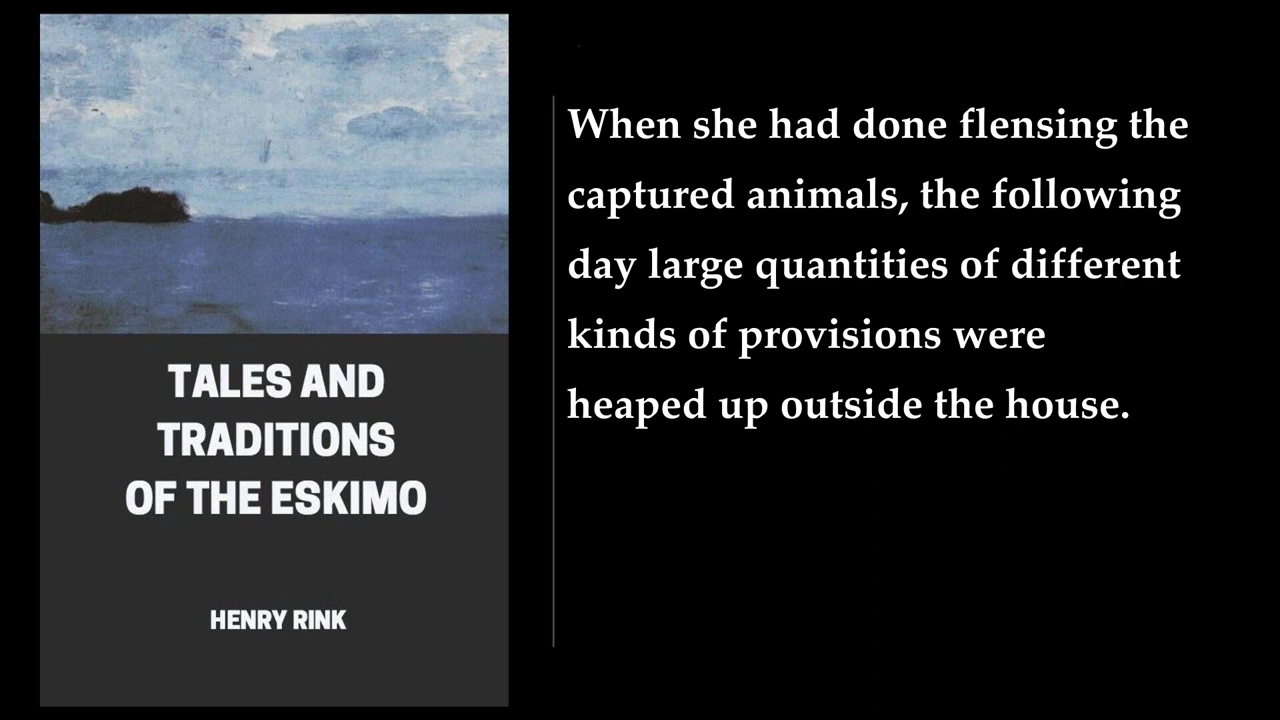 TALES AND
TRADITIONS
OF THE ESKIMO
HENRY RINK
When she had done flensing the
captured animals, the following
day large quantities of different
kinds of provisions were
heaped up outside the house.